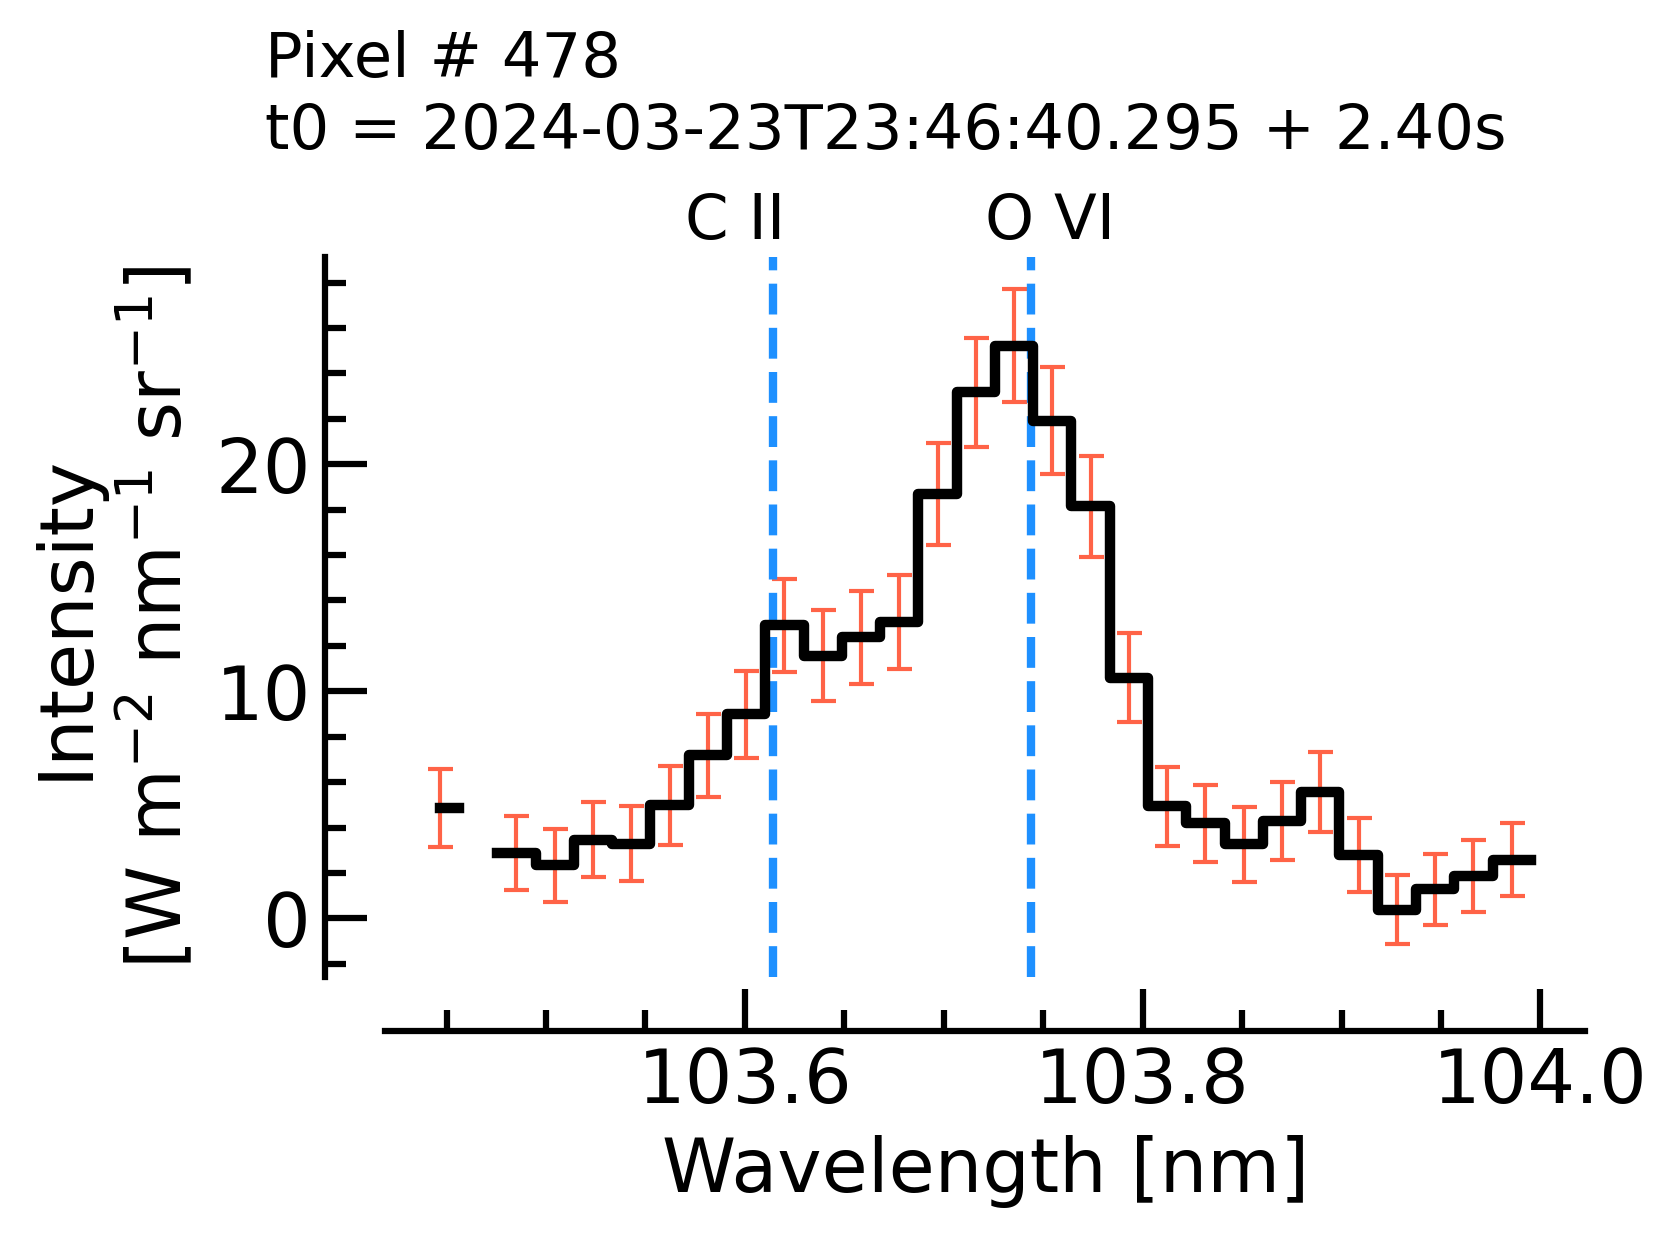 Pixel # 478
t0 = 2024-03-23T23:46:40.295 + 2.40s
C II O VI
Intensity
[W m⁻² nm⁻¹ sr⁻¹]
20
10
0
103.6 103.8 104.0
Wavelength [nm]